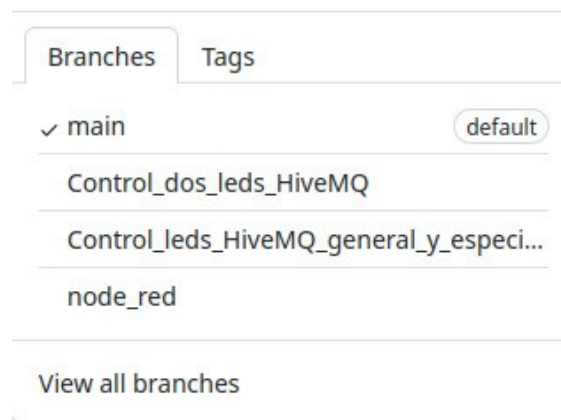 Branches Tags
main default
Control_dos_leds_HiveMQ
Control_leds_HiveMQ_general_y_especi...
node_red
View all branches